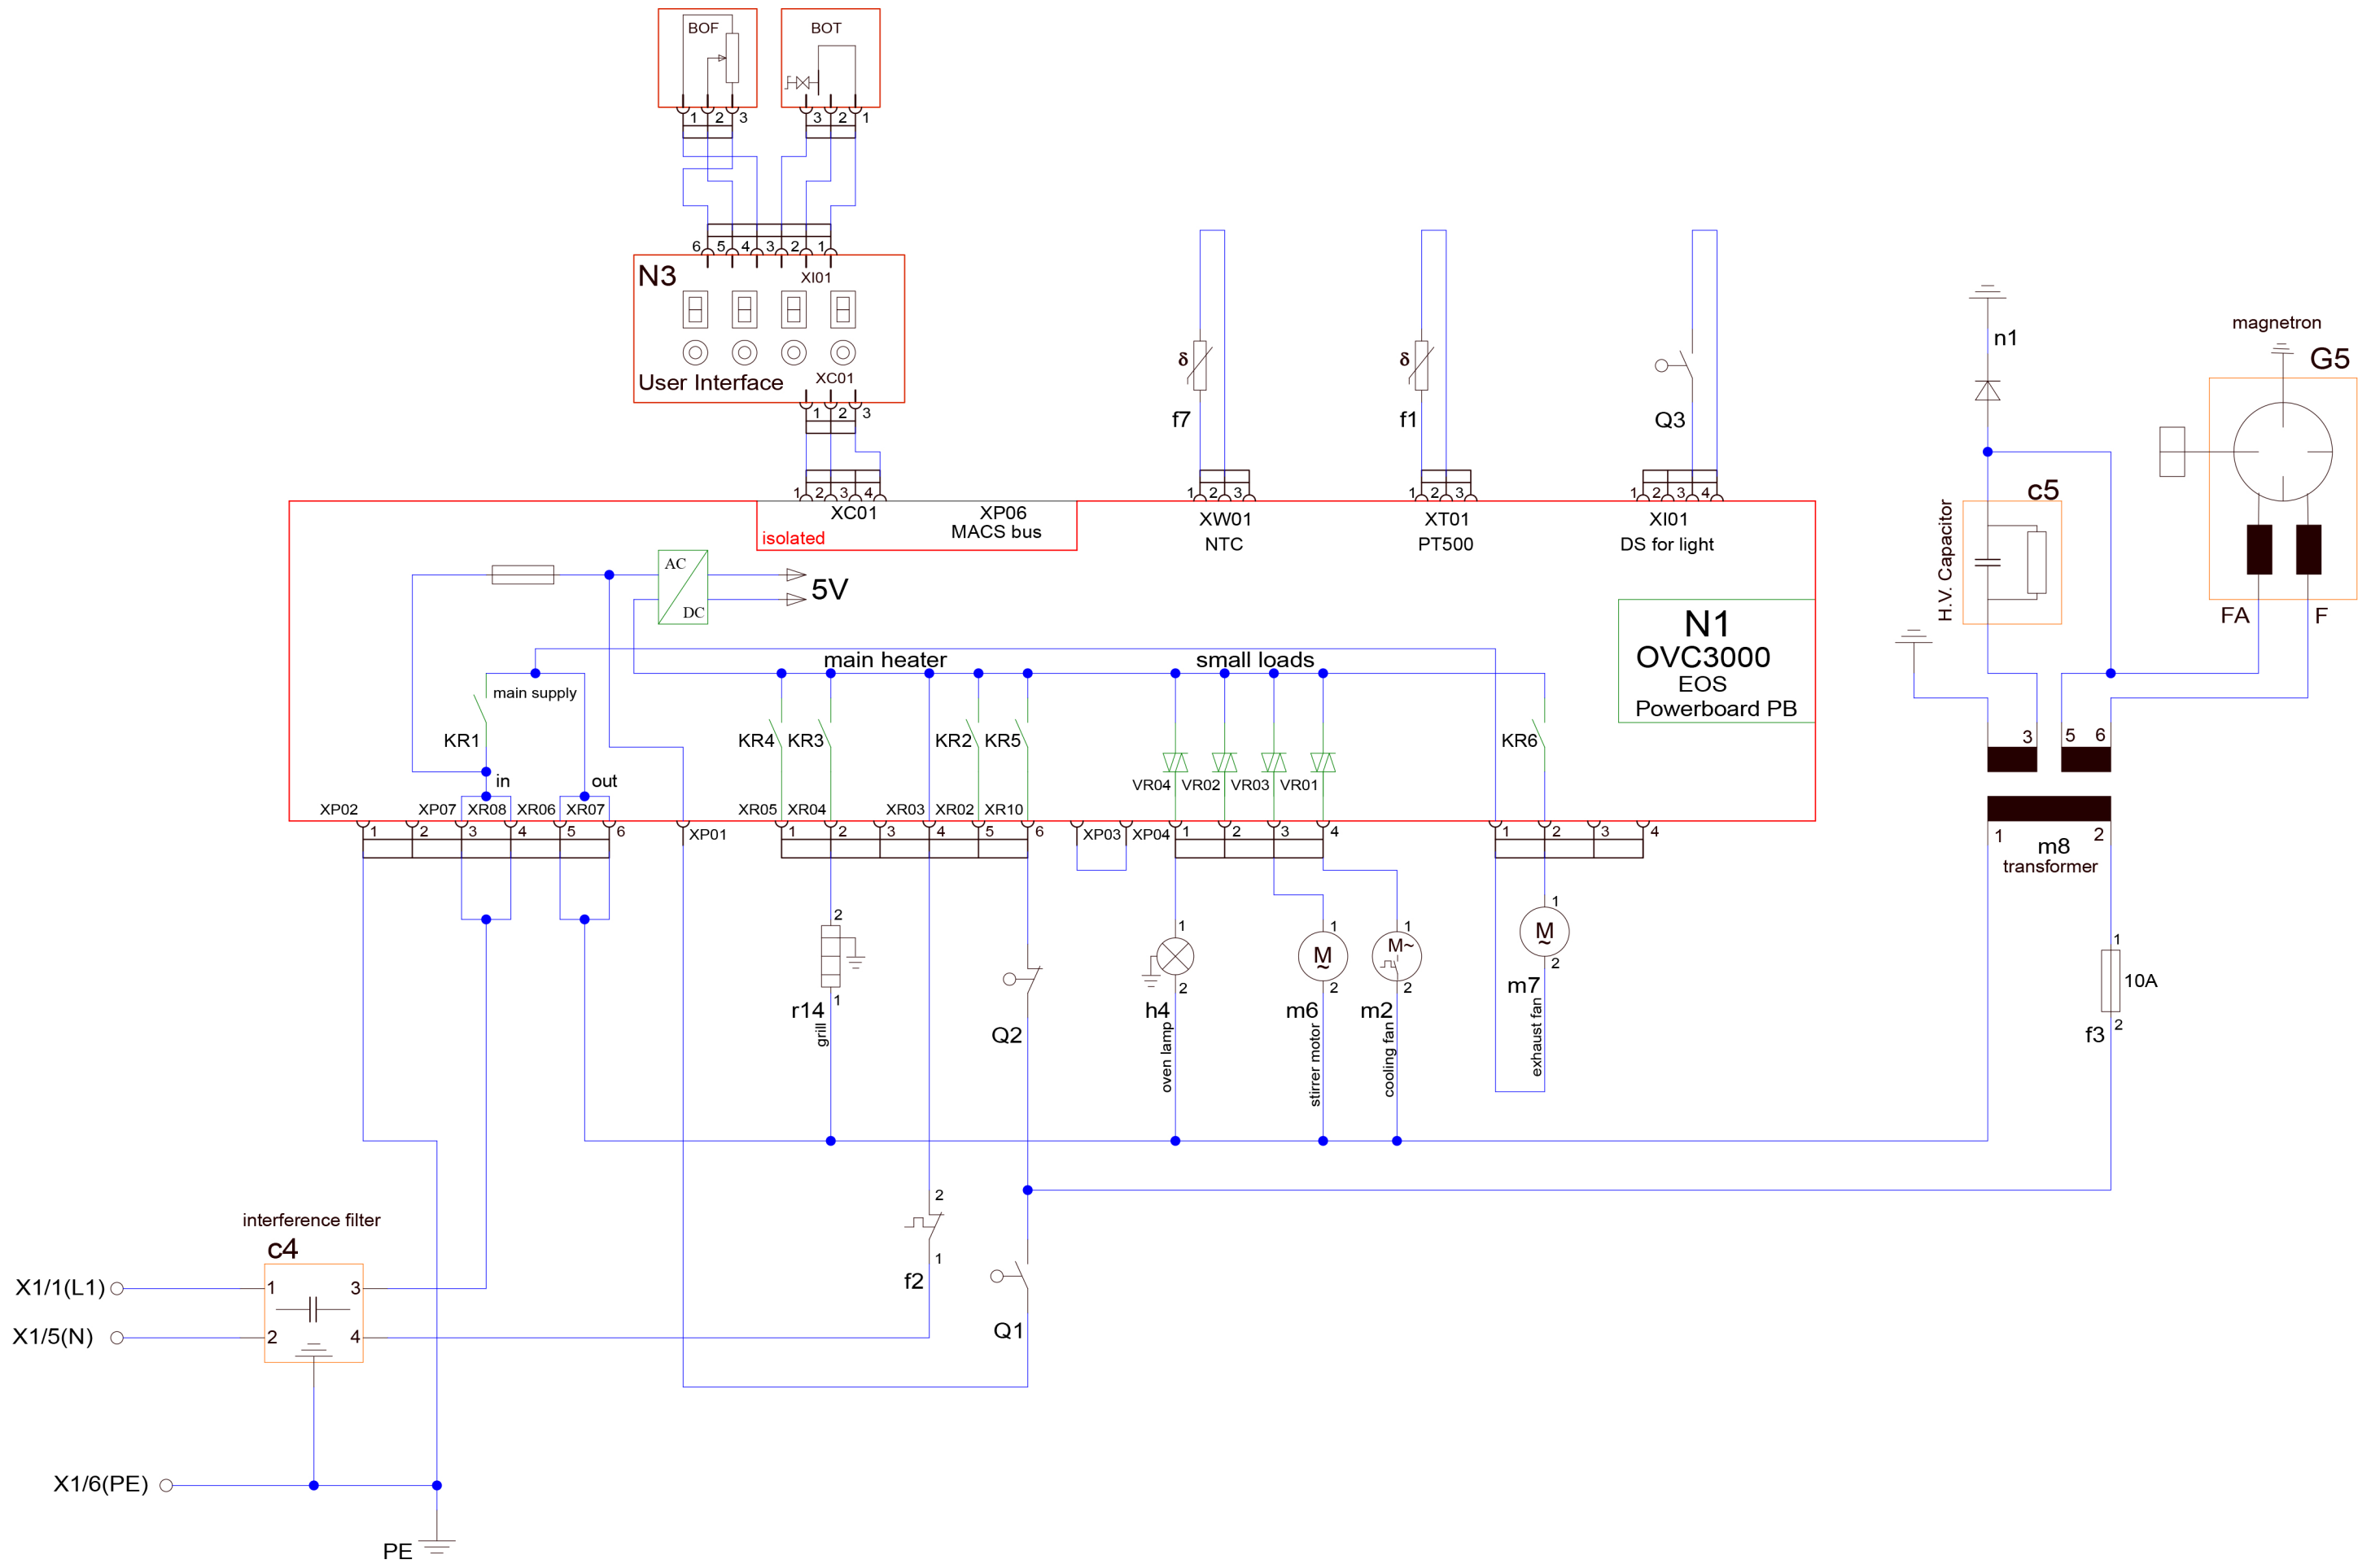 BOF
BOT
1 2 3
3 2 1
6 5 4 3 2 1
N3
XI01
User Interface
XC01
1 2 3
magnetron
n1
G5
δ
δ
f7
f1
Q3
1 2 3 4
1 2 3
1 2 3
1 2 3 4
c5
XC01
XP06
MACS bus
isolated
XW01
NTC
XT01
PT500
XI01
DS for light
H.V. Capacitor
AC
DC
5V
FA
F
N1
OVC3000
EOS
Powerboard PB
main heater
small loads
main supply
KR1
KR4
KR3
KR2
KR5
KR6
3
5
6
in
out
VR04
VR02
VR03
VR01
XP02
XP07
XR08
XR06
XR07
XR05
XR04
XR03
XR02
XR10
1 2 3 4 5 6
XP01
1 2 3 4 5 6
XP03
XP04
1 2 3 4
1 2 3 4
1
2
m8
transformer
2
1
r14
grill
Q2
1
2
h4
oven lamp
M
~
1
2
m6
stirrer motor
M~
1
2
m2
cooling fan
M
~
1
2
m7
exhaust fan
1
10A
2
f3
2
1
f2
Q1
interference filter
c4
X1/1(L1)
1
3
X1/5(N)
2
4
X1/6(PE)
PE